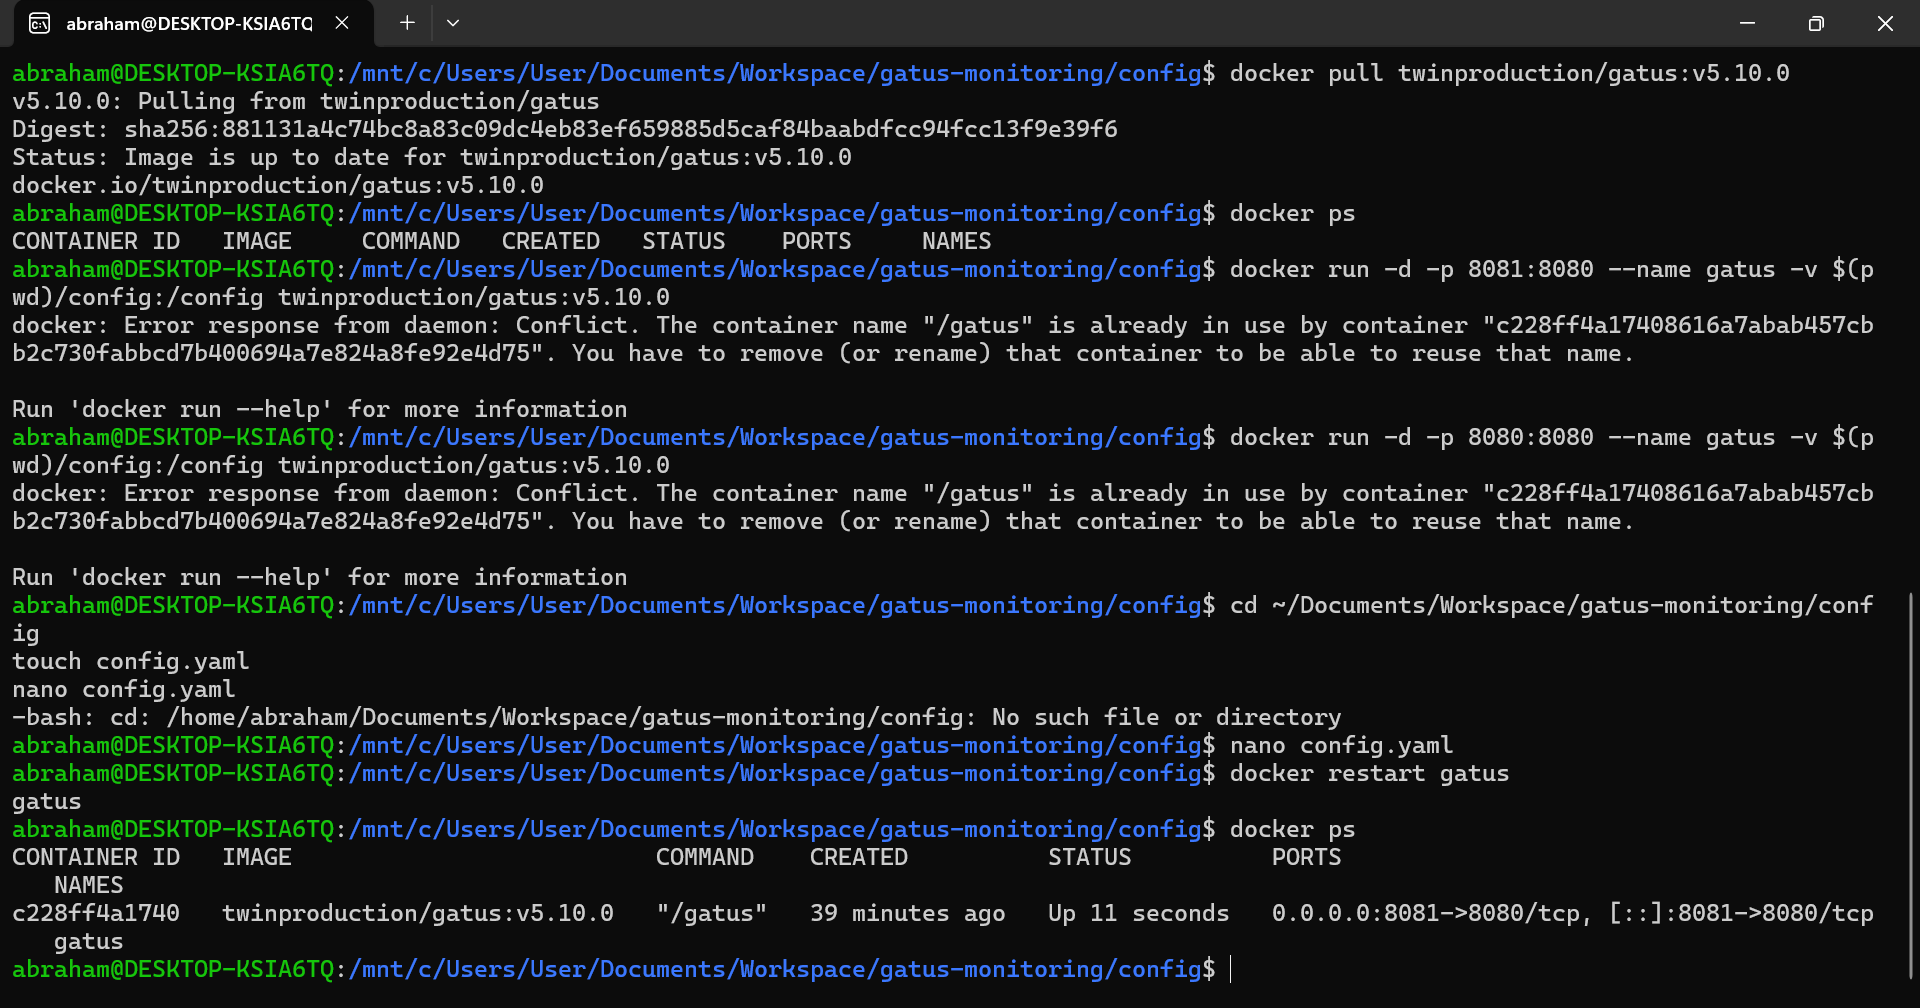 abraham@DESKTOP-KSIA6TQ
abraham@DESKTOP-KSIA6TQ:/mnt/c/Users/User/Documents/Workspace/gatus-monitoring/config$ docker pull twinproduction/gatus:v5.10.0
v5.10.0: Pulling from twinproduction/gatus
Digest: sha256:881131a4c74bc8a83c09dc4eb83ef659885d5caf84baabdfcc94fcc13f9e39f6
Status: Image is up to date for twinproduction/gatus:v5.10.0
docker.io/twinproduction/gatus:v5.10.0
abraham@DESKTOP-KSIA6TQ:/mnt/c/Users/User/Documents/Workspace/gatus-monitoring/config$ docker ps
CONTAINER ID   IMAGE     COMMAND   CREATED   STATUS    PORTS     NAMES
abraham@DESKTOP-KSIA6TQ:/mnt/c/Users/User/Documents/Workspace/gatus-monitoring/config$ docker run -d -p 8081:8080 --name gatus -v $(p
wd)/config:/config twinproduction/gatus:v5.10.0
docker: Error response from daemon: Conflict. The container name "/gatus" is already in use by container "c228ff4a17408616a7abab457cb
b2c730fabbcd7b400694a7e824a8fe92e4d75". You have to remove (or rename) that container to be able to reuse that name.
Run 'docker run --help' for more information
abraham@DESKTOP-KSIA6TQ:/mnt/c/Users/User/Documents/Workspace/gatus-monitoring/config$ docker run -d -p 8080:8080 --name gatus -v $(p
wd)/config:/config twinproduction/gatus:v5.10.0
docker: Error response from daemon: Conflict. The container name "/gatus" is already in use by container "c228ff4a17408616a7abab457cb
b2c730fabbcd7b400694a7e824a8fe92e4d75". You have to remove (or rename) that container to be able to reuse that name.
Run 'docker run --help' for more information
abraham@DESKTOP-KSIA6TQ:/mnt/c/Users/User/Documents/Workspace/gatus-monitoring/config$ cd ~/Documents/Workspace/gatus-monitoring/conf
ig
touch config.yaml
nano config.yaml
-bash: cd: /home/abraham/Documents/Workspace/gatus-monitoring/config: No such file or directory
abraham@DESKTOP-KSIA6TQ:/mnt/c/Users/User/Documents/Workspace/gatus-monitoring/config$ nano config.yaml
abraham@DESKTOP-KSIA6TQ:/mnt/c/Users/User/Documents/Workspace/gatus-monitoring/config$ docker restart gatus
gatus
abraham@DESKTOP-KSIA6TQ:/mnt/c/Users/User/Documents/Workspace/gatus-monitoring/config$ docker ps
CONTAINER ID   IMAGE                          COMMAND    CREATED          STATUS          PORTS
   NAMES
c228ff4a1740   twinproduction/gatus:v5.10.0   "/gatus"   39 minutes ago   Up 11 seconds   0.0.0.0:8081->8080/tcp, [::]:8081->8080/tcp
   gatus
abraham@DESKTOP-KSIA6TQ:/mnt/c/Users/User/Documents/Workspace/gatus-monitoring/config$